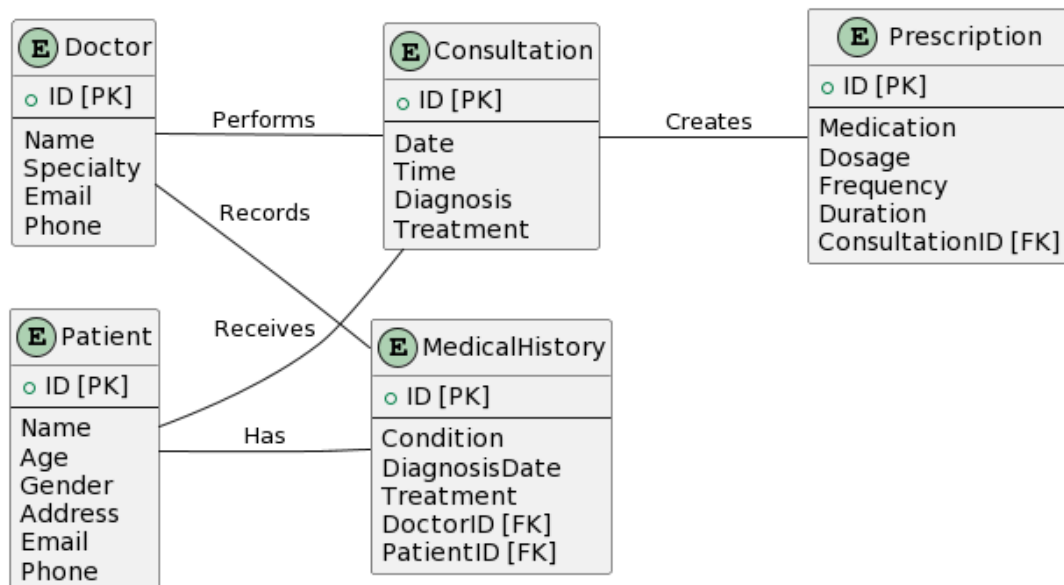 E Doctor
ID [PK]
Name
Specialty
Email
Phone
Performs
Records
E Consultation
ID [PK]
Date
Time
Diagnosis
Treatment
Creates
E Prescription
ID [PK]
Medication
Dosage
Frequency
Duration
ConsultationID [FK]
E Patient
ID [PK]
Name
Age
Gender
Address
Email
Phone
Receives
Has
E MedicalHistory
ID [PK]
Condition
DiagnosisDate
Treatment
DoctorID [FK]
PatientID [FK]